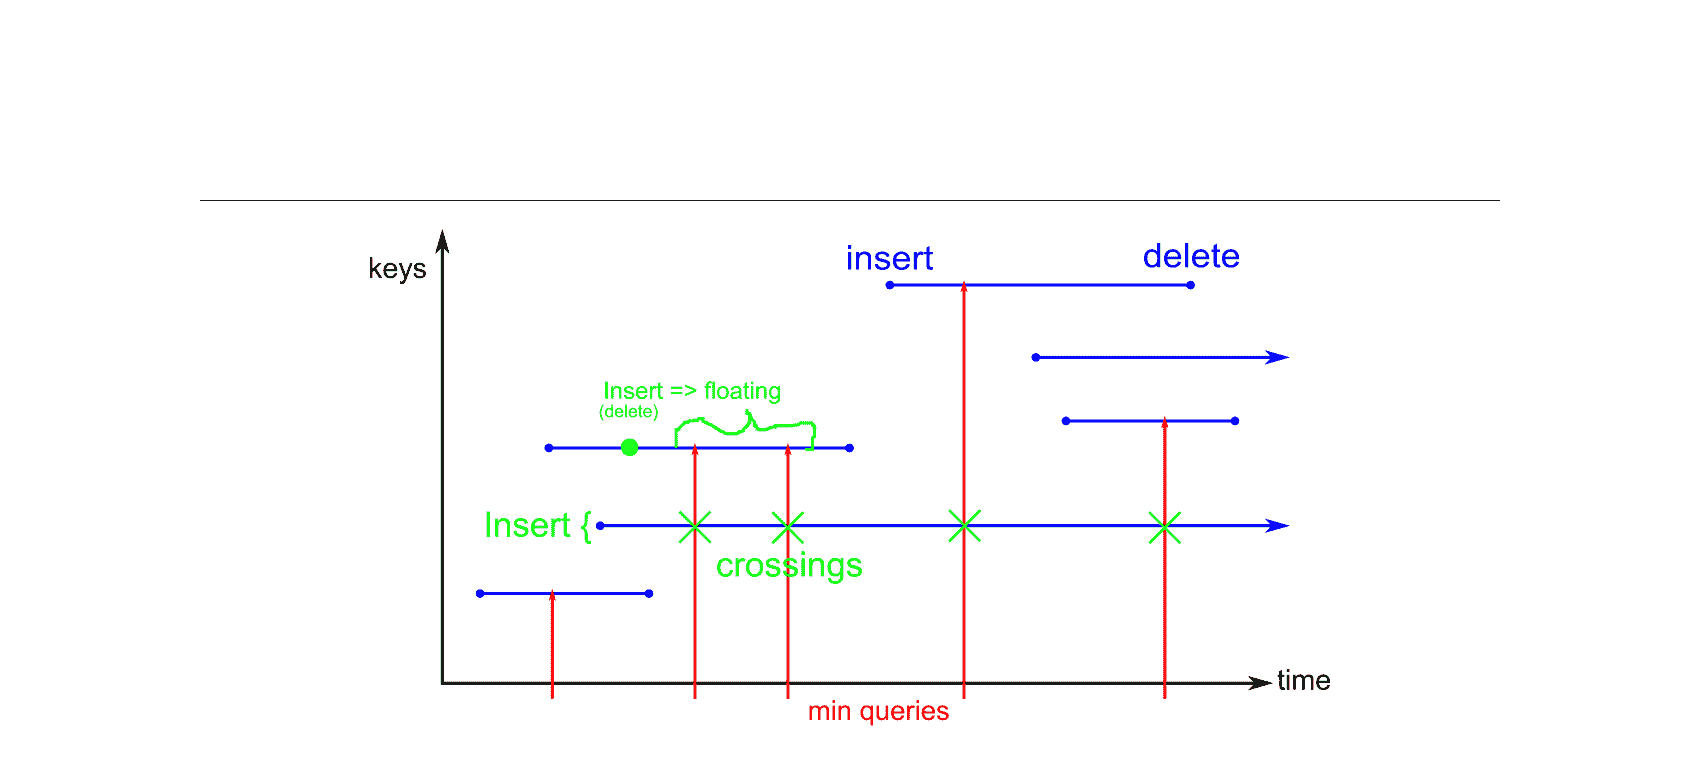 insert
delete
keys
Insert => floating
(delete)
Insert {
crossings
time
min queries